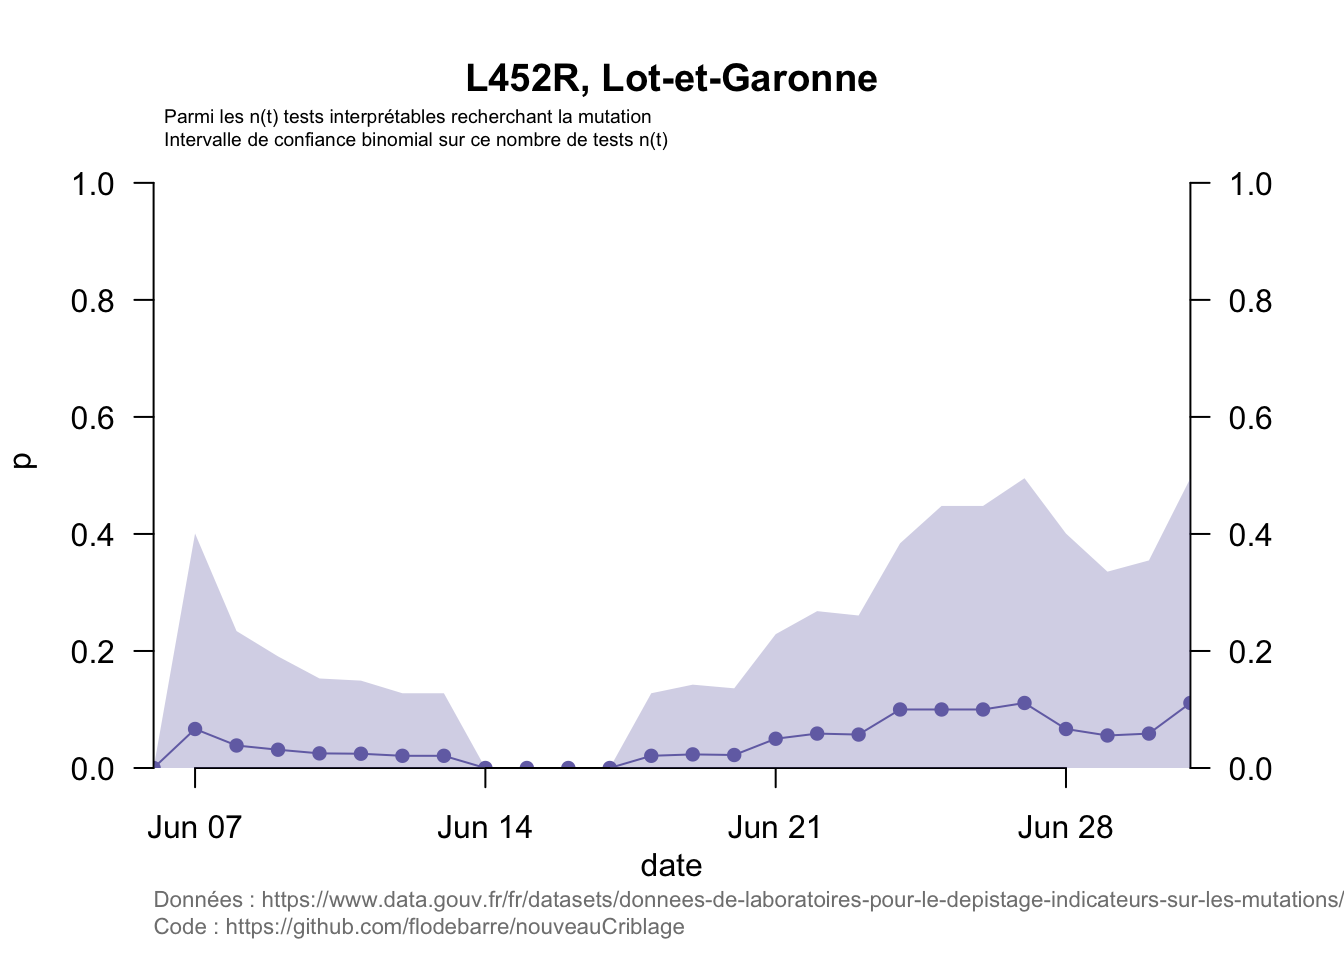 L452R, Lot-et-Garonne
Parmi les n(t) tests interprétables recherchant la mutation
Intervalle de confiance binomial sur ce nombre de tests n(t)
1.0 1.0
0.8 0.8
0.6 0.6
p
0.4 0.4
0.2 0.2
0.0 0.0
Jun 07 Jun 14 Jun 21 Jun 28
date
Données : https://www.data.gouv.fr/fr/datasets/donnees-de-laboratoires-pour-le-depistage-indicateurs-sur-les-mutations/
Code : https://github.com/flodebarre/nouveauCriblage